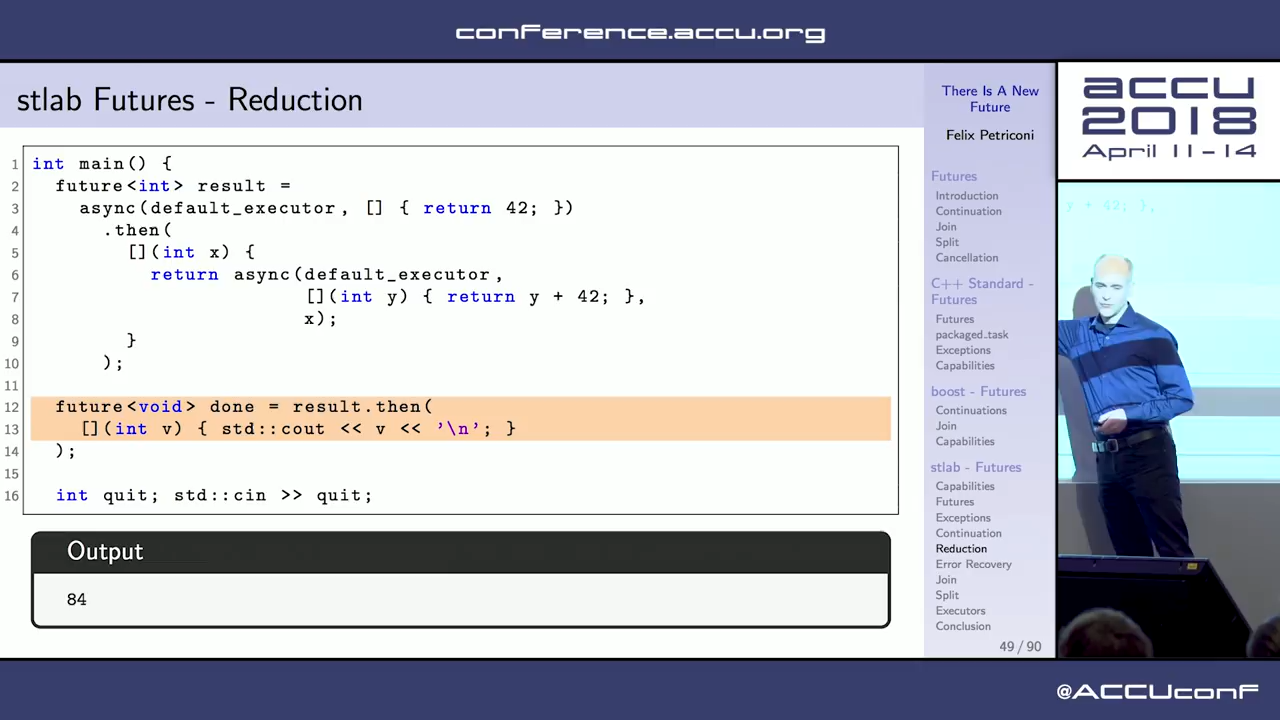 conference.accu.org
stlab Futures - Reduction
1 int main() {
2 future<int> result =
3 async(default_executor, [] { return 42; })
4 .then(
5 [](int x) {
6 return async(default_executor,
7 [](int y) { return y + 42; },
8 x);
9 }
10 );
11
12 future<void> done = result.then(
13 [](int v) { std::cout << v << '\n'; }
14 );
15
16 int quit; std::cin >> quit;
Output
84
There Is A New
Future
Felix Petriconi
Futures
Introduction
Continuation
Join
Split
Cancellation
C++ Standard -
Futures
Futures
packaged_task
Exceptions
Capabilities
boost - Futures
Continuations
Join
Capabilities
stlab - Futures
Capabilities
Futures
Exceptions
Continuation
Reduction
Error Recovery
Join
Split
Executors
Conclusion
49 / 90
accu
2018
April 11-14
y + 42; },
@ACCUconf